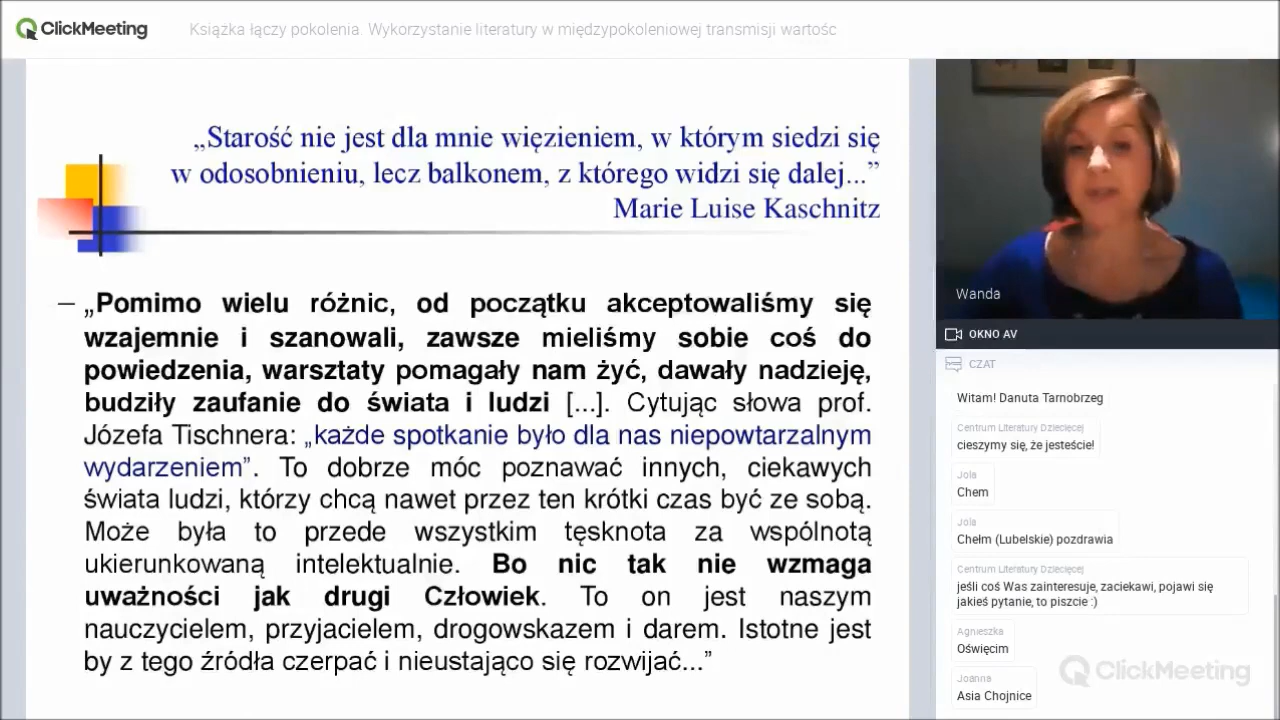 ClickMeeting
Książka łączy pokolenia. Wykorzystanie literatury w międzypokoleniowej transmisji wartośc
„Starość nie jest dla mnie więzieniem, w którym siedzi się
w odosobnieniu, lecz balkonem, z którego widzi się dalej...”
Marie Luise Kaschnitz
– „Pomimo wielu różnic, od początku akceptowaliśmy się
wzajemnie i szanowali, zawsze mieliśmy sobie coś do
powiedzenia, warsztaty pomagały nam żyć, dawały nadzieję,
budziły zaufanie do świata i ludzi [...]. Cytując słowa prof.
Józefa Tischnera: „każde spotkanie było dla nas niepowtarzalnym
wydarzeniem”. To dobrze móc poznawać innych, ciekawych
świata ludzi, którzy chcą nawet przez ten krótki czas być ze sobą.
Może była to przede wszystkim tęsknota za wspólnotą
ukierunkowaną intelektualnie. Bo nic tak nie wzmaga
uważności jak drugi Człowiek. To on jest naszym
nauczycielem, przyjacielem, drogowskazem i darem. Istotne jest
by z tego źródła czerpać i nieustająco się rozwijać...”
Wanda
OKNO AV
CZAT
Witam! Danuta Tarnobrzeg
Centrum Literatury Dziecięcej
cieszymy się, że jesteście!
Jola
Chem
Jola
Chełm (Lubelskie) pozdrawia
Centrum Literatury Dziecięcej
jeśli coś Was zainteresuje, zaciekawi, pojawi się
jakieś pytanie, to piszcie :)
Agnieszka
Oświęcim
Joanna
Asia Chojnice
ClickMeeting